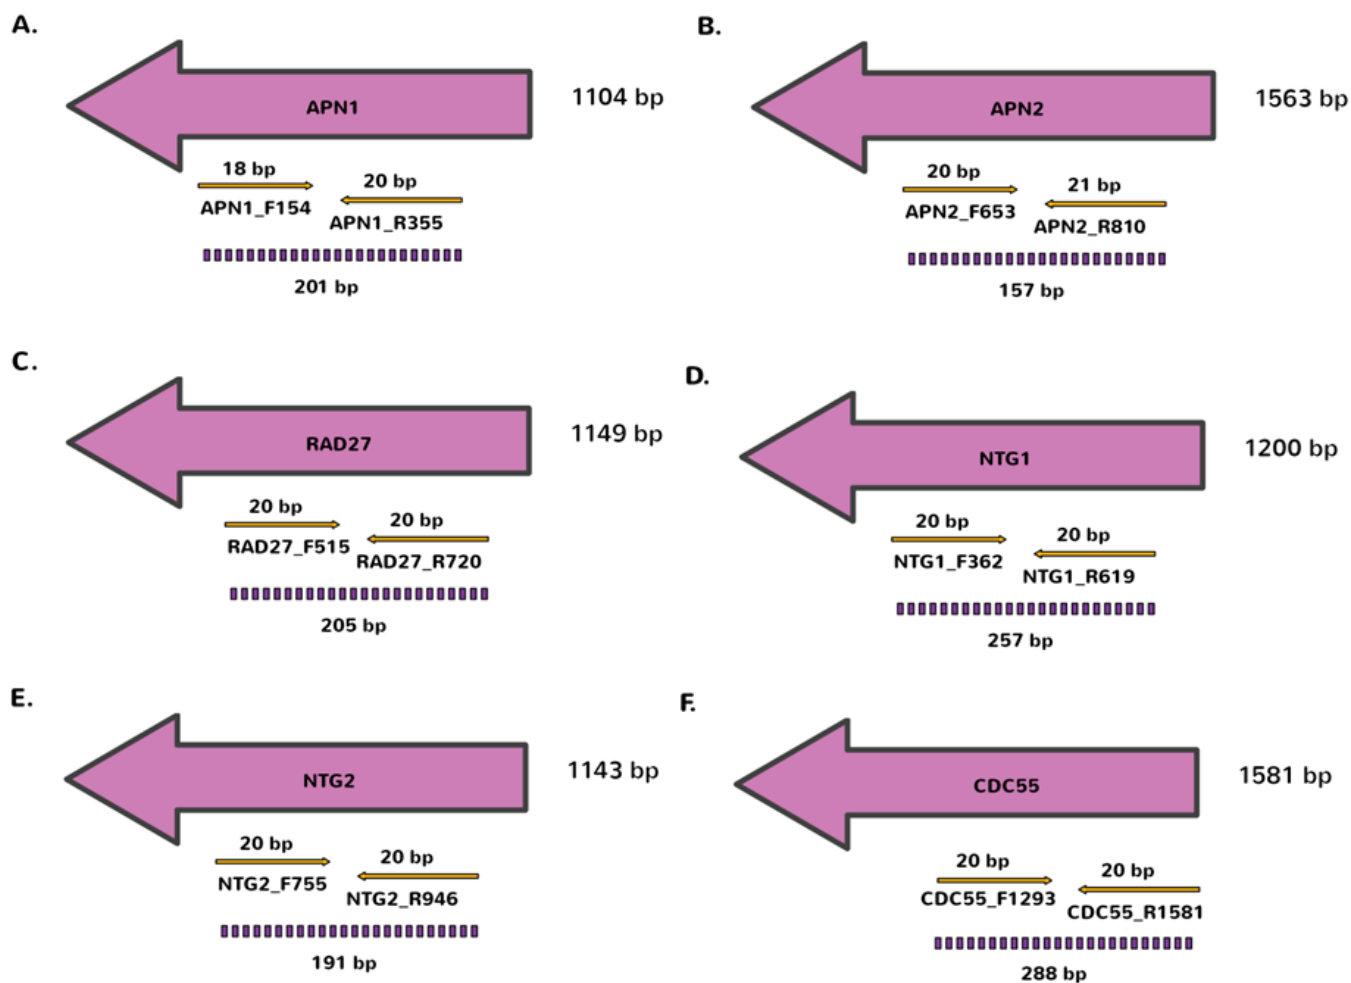 A.
APN1
1104 bp
18 bp
20 bp
APN1_F154
APN1_R355
201 bp
B.
APN2
1563 bp
20 bp
21 bp
APN2_F653
APN2_R810
157 bp
C.
RAD27
1149 bp
20 bp
20 bp
RAD27_F515
RAD27_R720
205 bp
D.
NTG1
1200 bp
20 bp
20 bp
NTG1_F362
NTG1_R619
257 bp
E.
NTG2
1143 bp
20 bp
20 bp
NTG2_F755
NTG2_R946
191 bp
F.
CDC55
1581 bp
20 bp
20 bp
CDC55_F1293
CDC55_R1581
288 bp